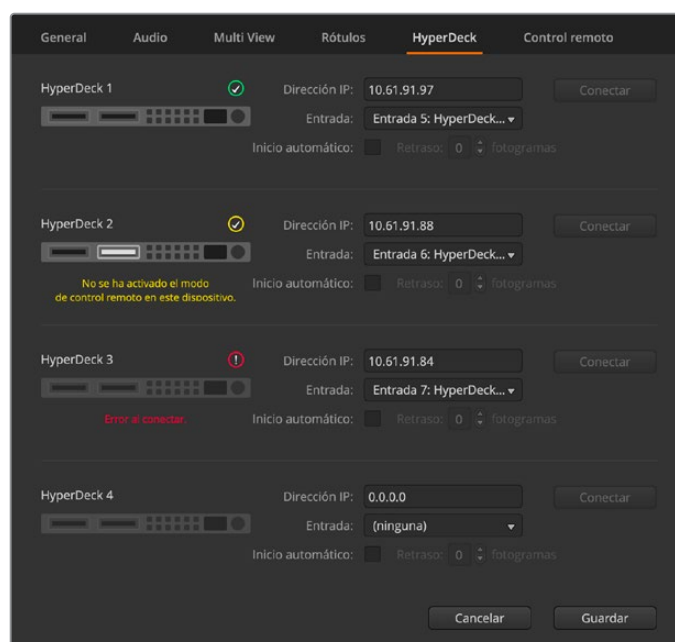 General Audio Multi View Rótulos HyperDeck Control remoto
HyperDeck 1 Dirección IP: 10.61.91.97 Conectar
Entrada: Entrada 5: HyperDeck...
Inicio automático: Retraso: 0 fotogramas
HyperDeck 2 Dirección IP: 10.61.91.88 Conectar
Entrada: Entrada 6: HyperDeck...
No se ha activado el modo
de control remoto en este dispositivo.
Inicio automático: Retraso: 0 fotogramas
HyperDeck 3 Dirección IP: 10.61.91.84 Conectar
Entrada: Entrada 7: HyperDeck...
Error al conectar. Inicio automático: Retraso: 0 fotogramas
HyperDeck 4 Dirección IP: 0.0.0.0 Conectar
Entrada: (ninguna)
Inicio automático: Retraso: 0 fotogramas
Cancelar Guardar